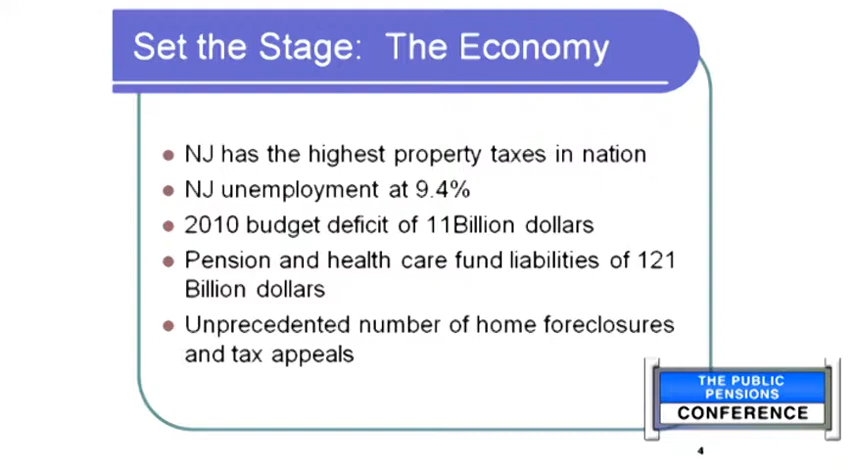 Set the Stage: The Economy
NJ has the highest property taxes in nation
NJ unemployment at 9.4%
2010 budget deficit of 11Billion dollars
Pension and health care fund liabilities of 121
Billion dollars
Unprecedented number of home foreclosures
and tax appeals
THE PUBLIC
PENSIONS
CONFERENCE
4